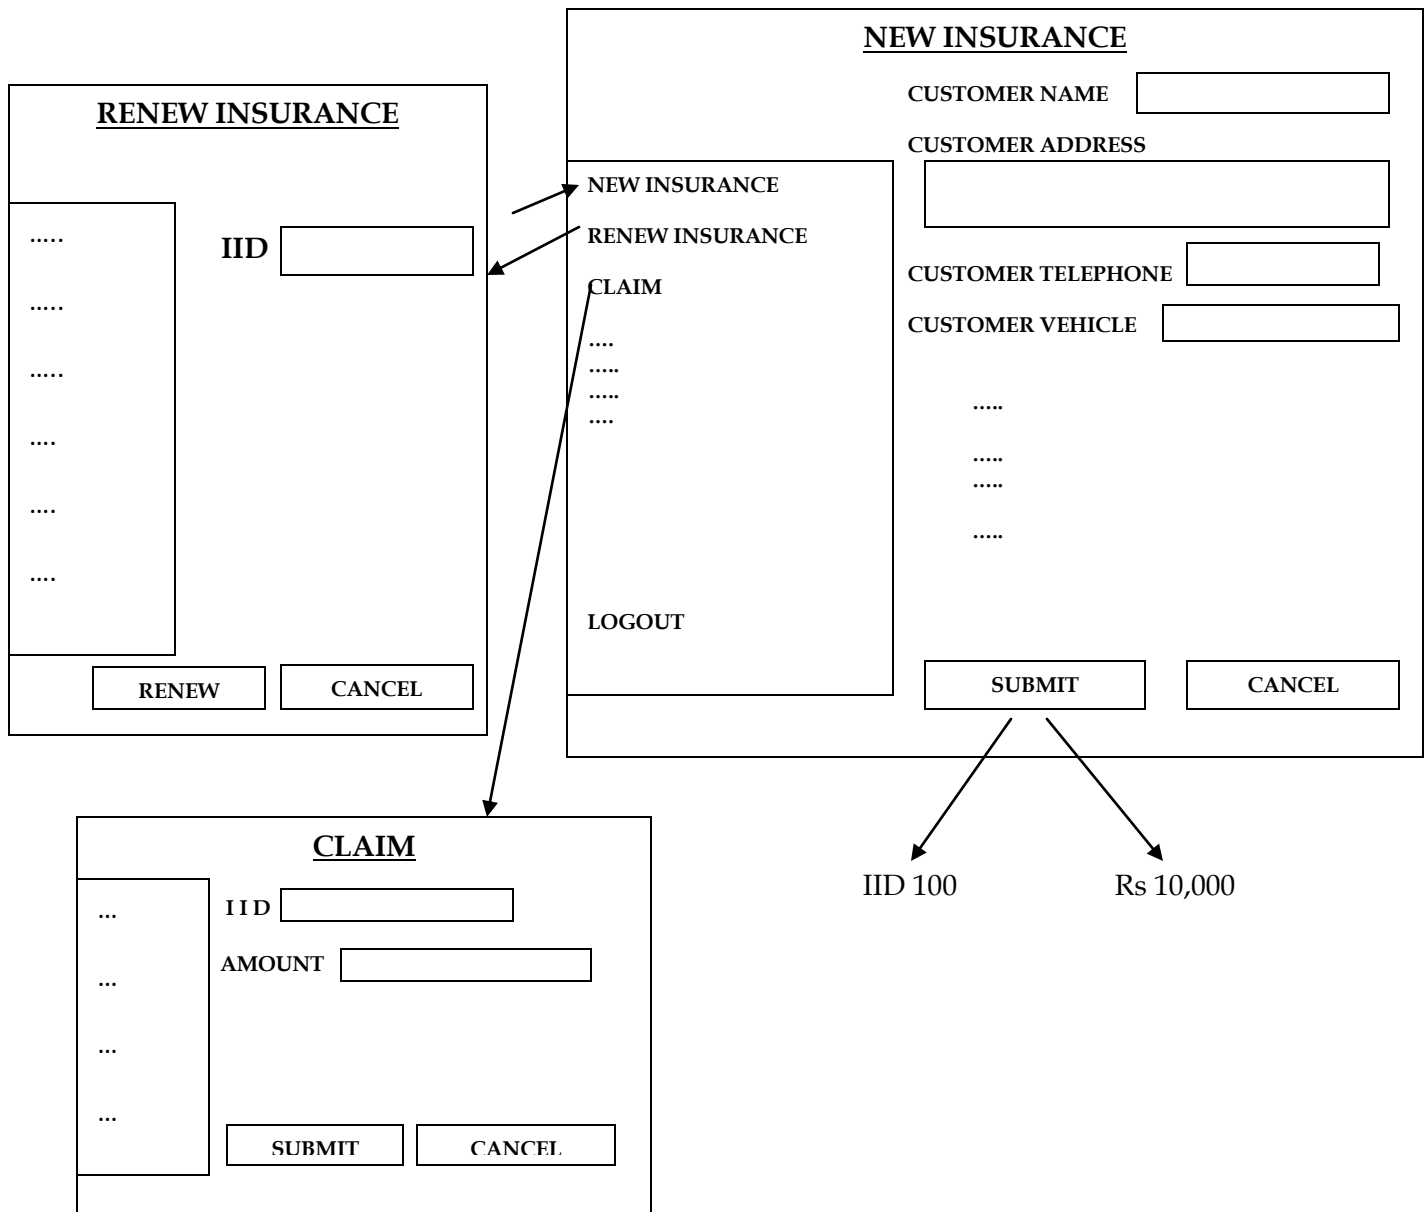 RENEW INSURANCE
.....
.....
.....
....
....
....
IID
RENEW
CANCEL
NEW INSURANCE
NEW INSURANCE
RENEW INSURANCE
CLAIM
....
.....
.....
....
LOGOUT
CUSTOMER NAME
CUSTOMER ADDRESS
CUSTOMER TELEPHONE
CUSTOMER VEHICLE
.....
.....
.....
.....
SUBMIT
CANCEL
IID 100
Rs 10,000
CLAIM
...
...
...
...
I I D
AMOUNT
SUBMIT
CANCEL